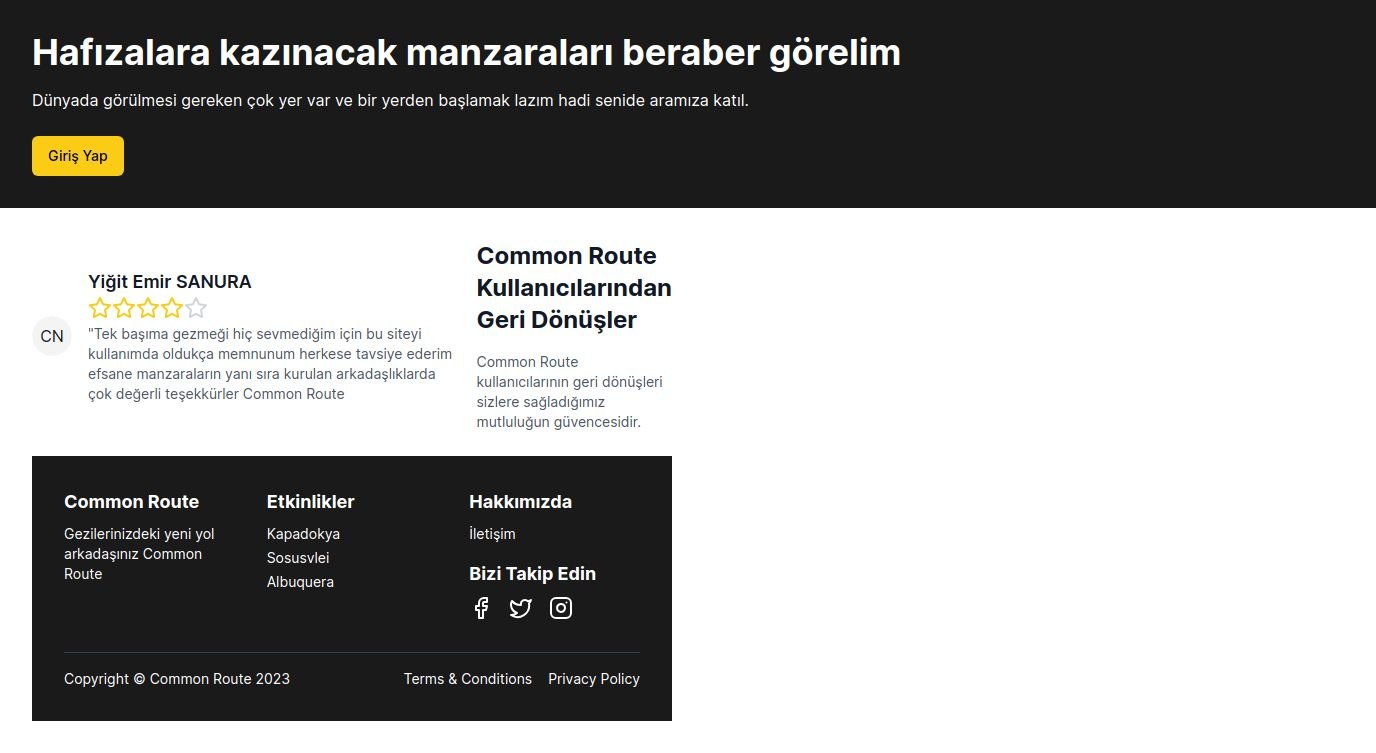 Hafızalara kazınacak manzaraları beraber görelim
Dünyada görülmesi gereken çok yer var ve bir yerden başlamak lazım hadi senide aramıza katıl.
Giriş Yap
CN
Yiğit Emir SANURA
"Tek başıma gezmeği hiç sevmediğim için bu siteyi
kullanımda oldukça memnunum herkese tavsiye ederim
efsane manzaraların yanı sıra kurulan arkadaşlıklarda
çok değerli teşekkürler Common Route
Common Route
Kullanıcılarından
Geri Dönüşler
Common Route
kullanıcılarının geri dönüşleri
sizlere sağladığımız
mutluluğun güvencesidir.
Common Route
Gezilerinizdeki yeni yol
arkadaşınız Common
Route
Etkinlikler
Kapadokya
Sosusvlei
Albuquera
Hakkımızda
İletişim
Bizi Takip Edin
Copyright © Common Route 2023
Terms & Conditions
Privacy Policy